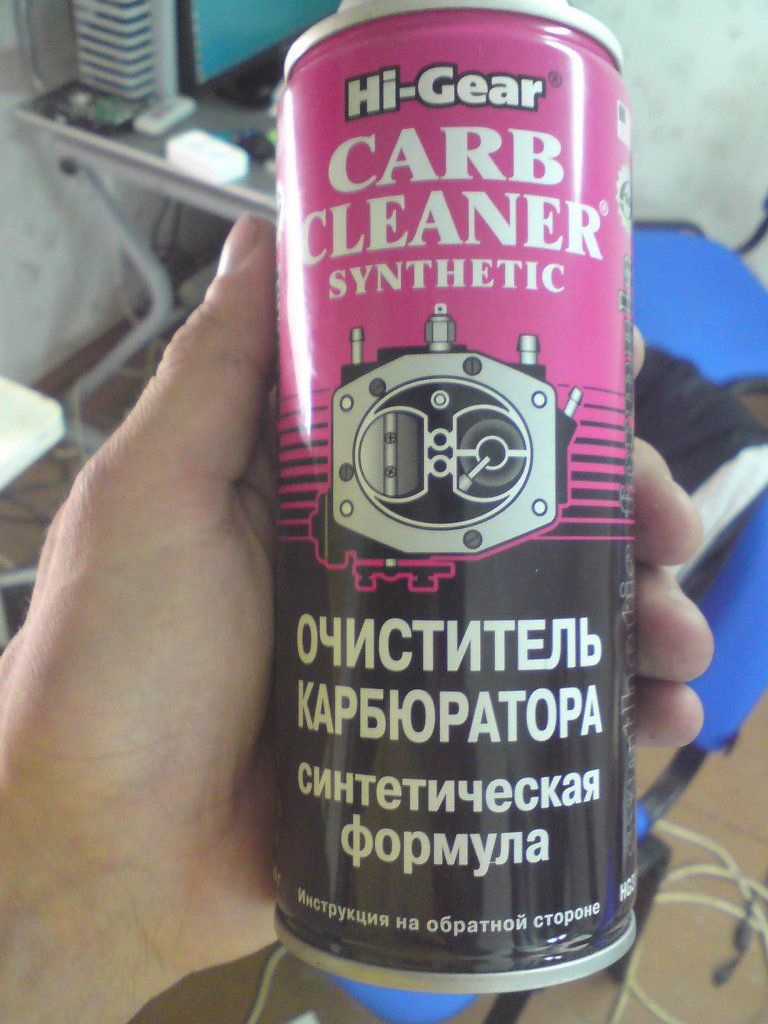 Hi-Gear®
CARB
CLEANER®
SYNTHETIC
ОЧИСТИТЕЛЬ
КАРБЮРАТОРА
синтетическая
формула
Инструкция на обратной стороне